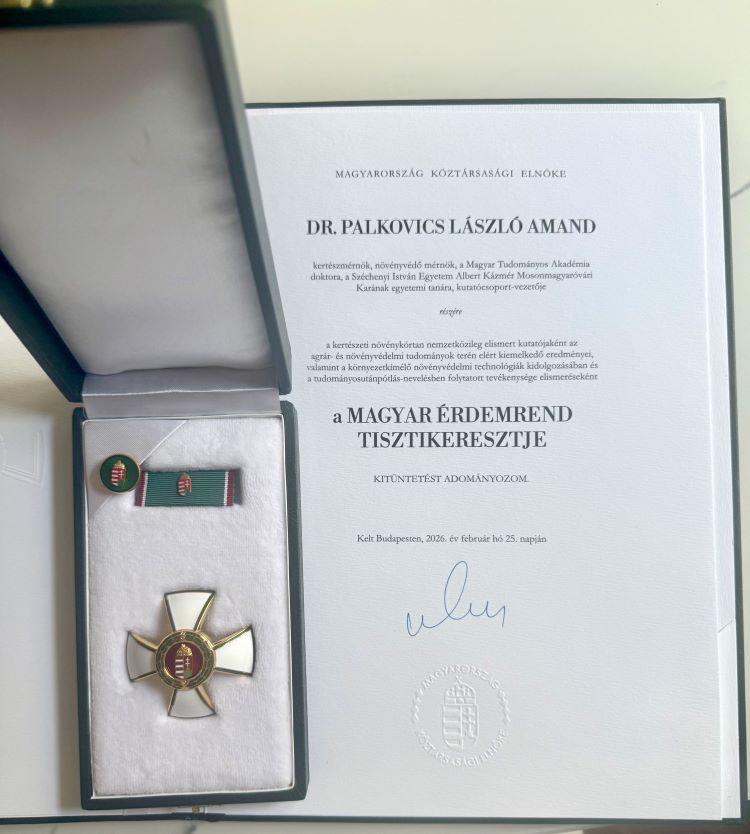 MAGYARORSZÁG KÖZTÁRSASÁGI ELNÖKE
DR. PALKOVICS LÁSZLÓ AMAND
kertészmérnök, növényvédő mérnök, a Magyar Tudományos Akadémia
doktora, a Széchenyi István Egyetem Albert Kázmér Mosonmagyaróvári
Karának egyetemi tanára, kutatócsoport-vezetője
részére
a kertészeti növénykórtan nemzetközileg elismert kutatójaként az
agrár- és növényvédelmi tudományok terén elért kiemelkedő eredményei,
valamint a környezetkímélő növényvédelmi technológiák kidolgozásában és
a tudományosutánpótlás-nevelésben folytatott tevékenysége elismeréseként
a MAGYAR ÉRDEMREND
TISZTIKERESZTJE
KITÜNTETÉST ADOMÁNYOZOM.
Kelt Budapesten, 2026. év február hó 25. napján
MAGYARORSZÁG
KÖZTÁRSASÁGI ELNÖKE